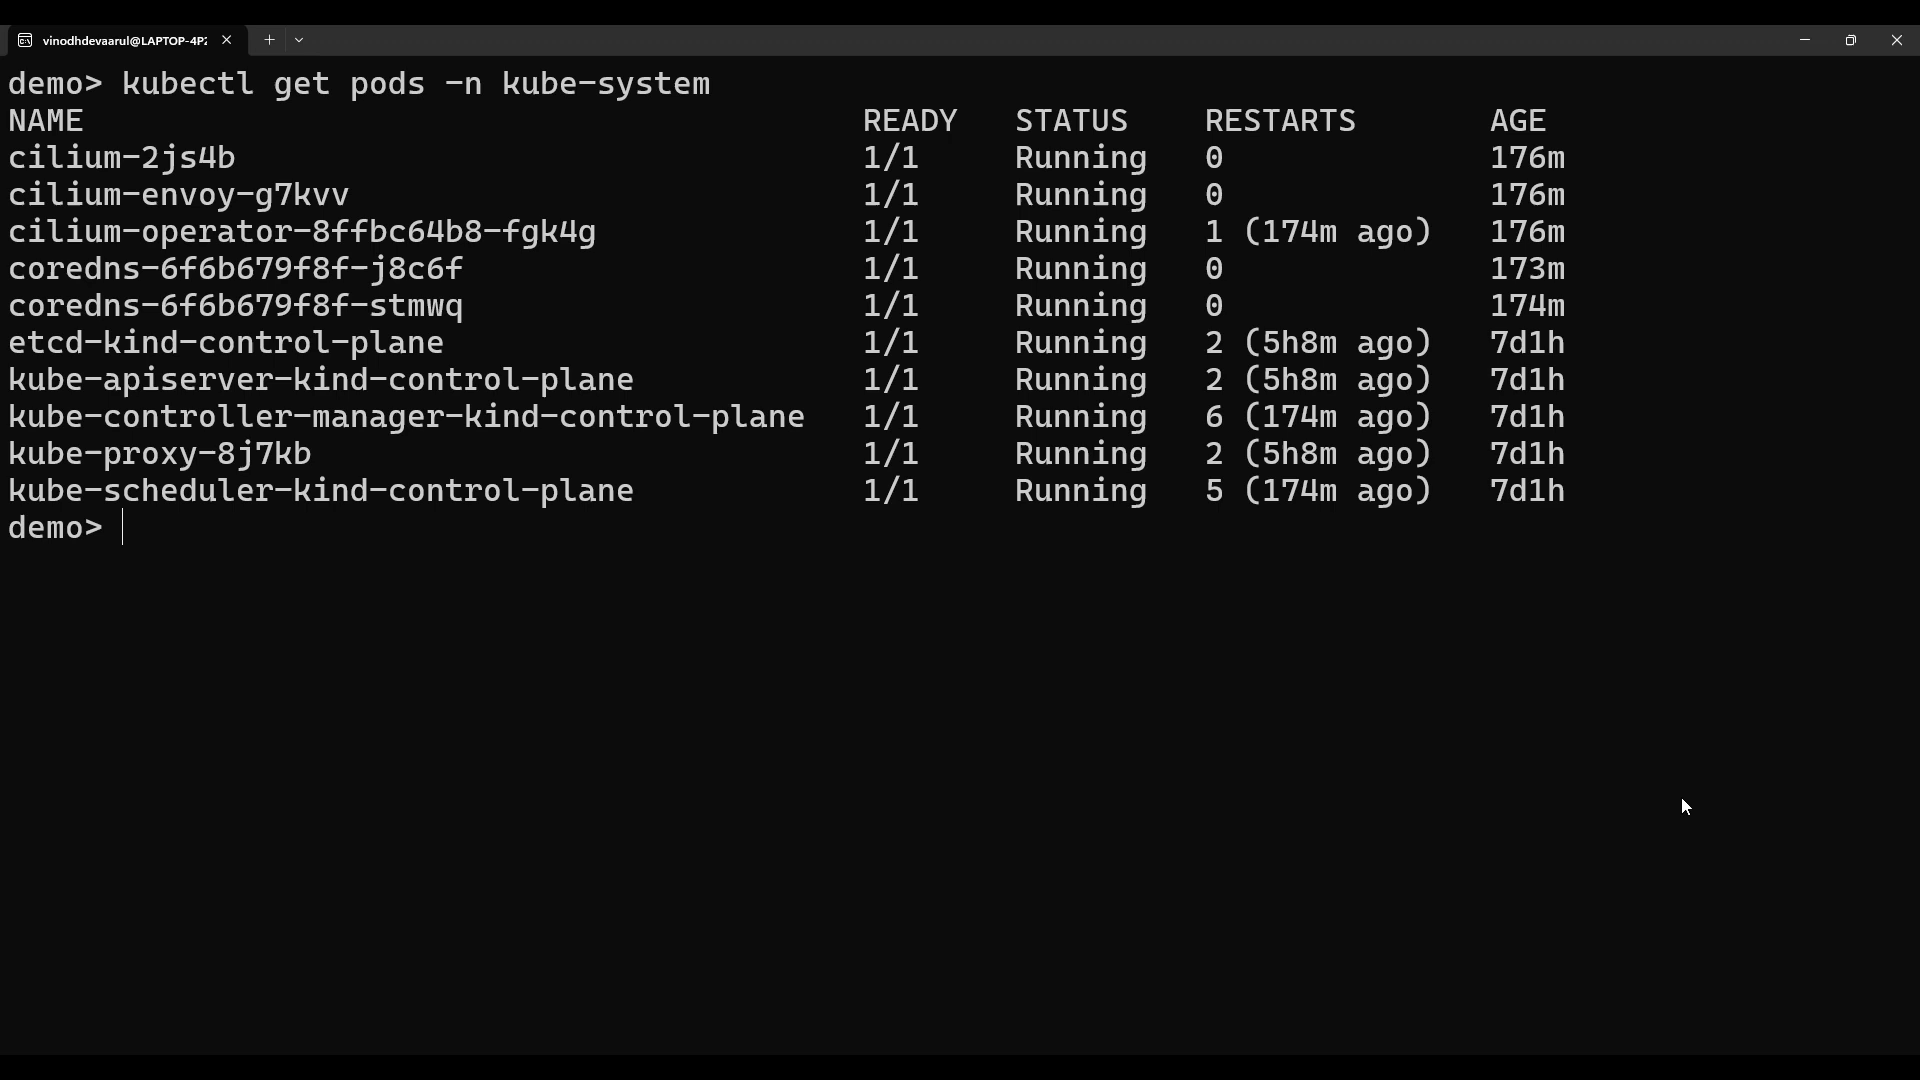 vinodhdevaarul@LAPTOP-4P2
demo> kubectl get pods -n kube-system
NAME READY STATUS RESTARTS AGE
cilium-2js4b 1/1 Running 0 176m
cilium-envoy-g7kvv 1/1 Running 0 176m
cilium-operator-8ffbc64b8-fgk4g 1/1 Running 1 (174m ago) 176m
coredns-6f6b679f8f-j8c6f 1/1 Running 0 173m
coredns-6f6b679f8f-stmwq 1/1 Running 0 174m
etcd-kind-control-plane 1/1 Running 2 (5h8m ago) 7d1h
kube-apiserver-kind-control-plane 1/1 Running 2 (5h8m ago) 7d1h
kube-controller-manager-kind-control-plane 1/1 Running 6 (174m ago) 7d1h
kube-proxy-8j7kb 1/1 Running 2 (5h8m ago) 7d1h
kube-scheduler-kind-control-plane 1/1 Running 5 (174m ago) 7d1h
demo>